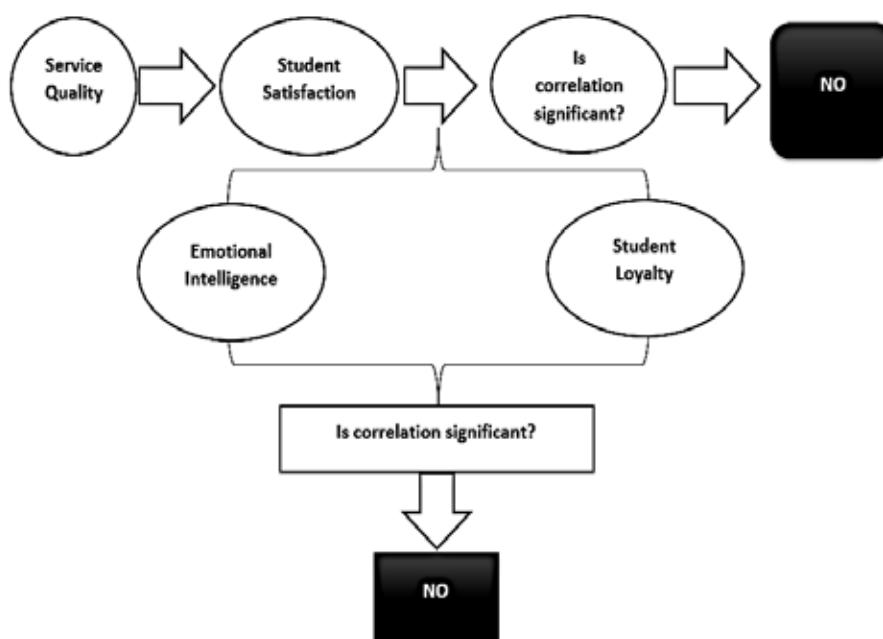 Service
Quality
Student
Satisfaction
Is
correlation
significant?
NO
Emotional
Intelligence
Student
Loyalty
Is correlation significant?
NO